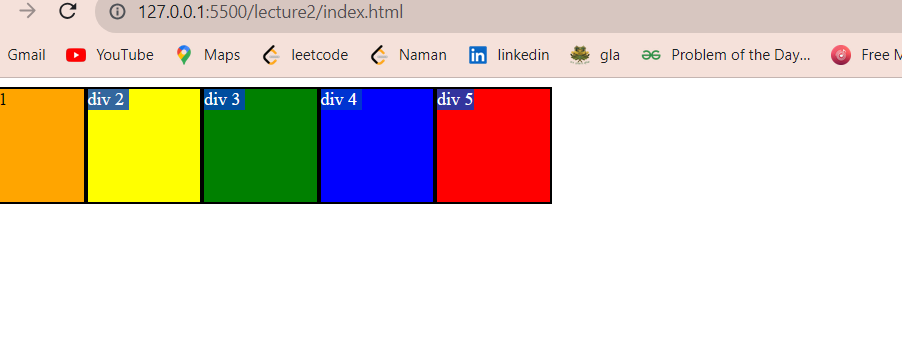 127.0.0.1:5500/lecture2/index.html
Gmail YouTube Maps leetcode Naman linkedin gla Problem of the Day... Free M
1 div 2 div 3 div 4 div 5